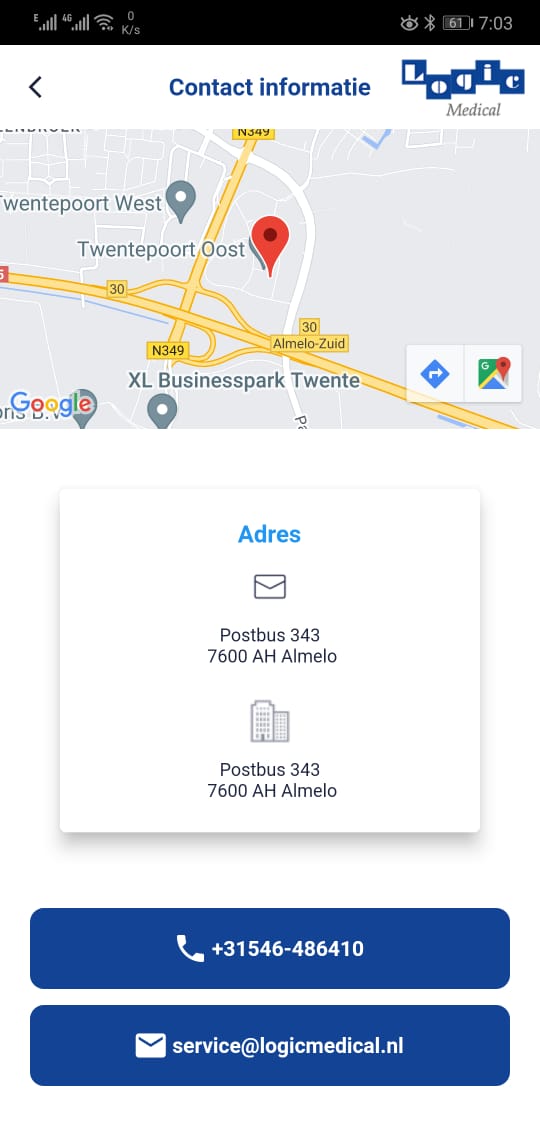 E 4G 0 K/s 61 7:03
Contact informatie
Logic
Medical
N349
Twentepoort West
Twentepoort Oost
30
30
Almelo-Zuid
N349
XL Businesspark Twente
Google
Adres
Postbus 343
7600 AH Almelo
Postbus 343
7600 AH Almelo
+31546-486410
service@logicmedical.nl